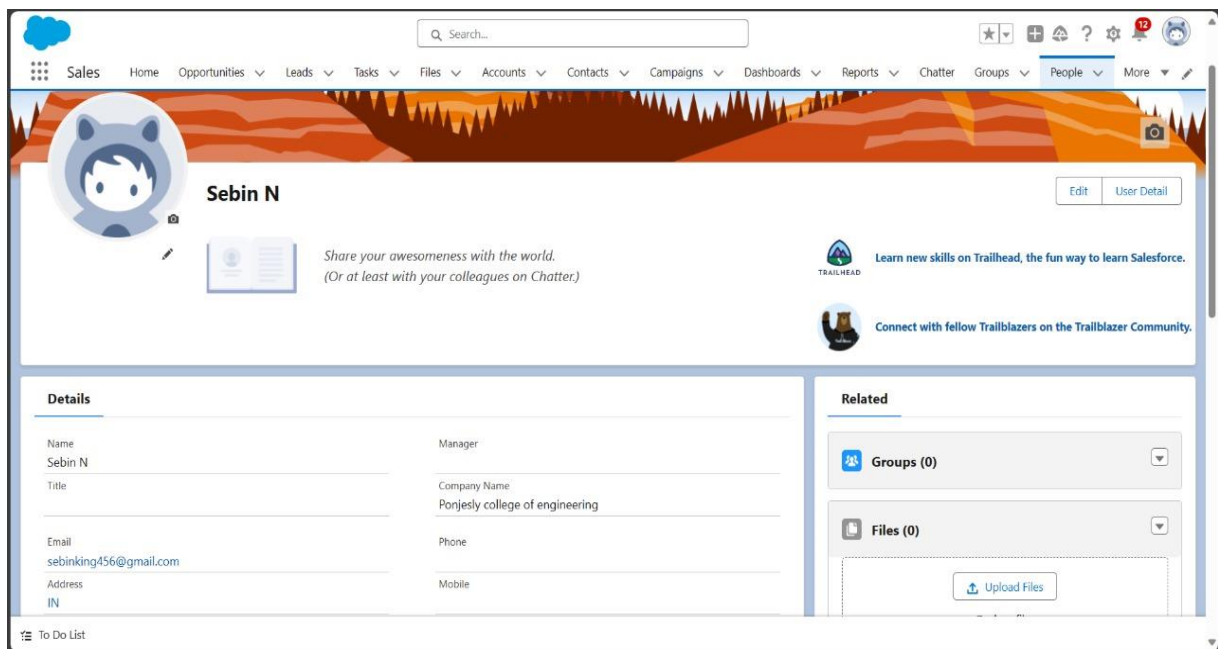 Search...
12
Sales Home Opportunities Leads Tasks Files Accounts Contacts Campaigns Dashboards Reports Chatter Groups People More
Sebin N
Edit User Detail
Share your awesomeness with the world.
(Or at least with your colleagues on Chatter.)
TRAILHEAD
Learn new skills on Trailhead, the fun way to learn Salesforce.
Connect with fellow Trailblazers on the Trailblazer Community.
Details
Name
Sebin N
Manager
Title
Company Name
Ponjesly college of engineering
Email
sebinking456@gmail.com
Phone
Address
IN
Mobile
Related
Groups (0)
Files (0)
Upload Files
To Do List